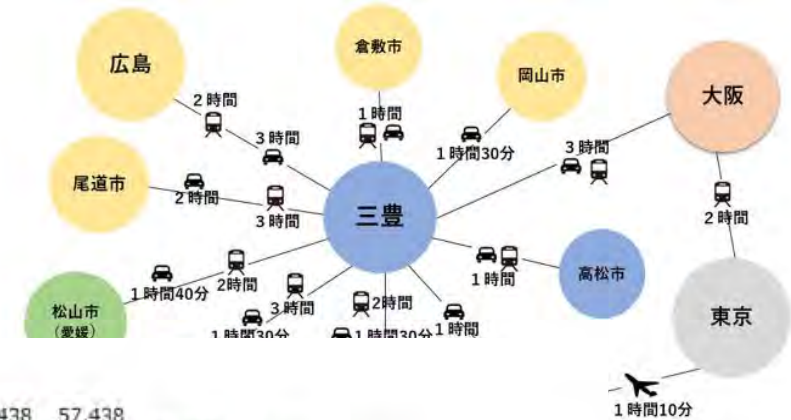 広島
倉敷市
岡山市
大阪
2時間
1時間
3時間
1時間30分
3時間
尾道市
2時間
3時間
三豊
2時間
1時間
高松市
1時間40分
2時間
3時間
2時間
1時間30分
1時間30分
1時間
松山市
(愛媛)
東京
1時間10分
438 57,438